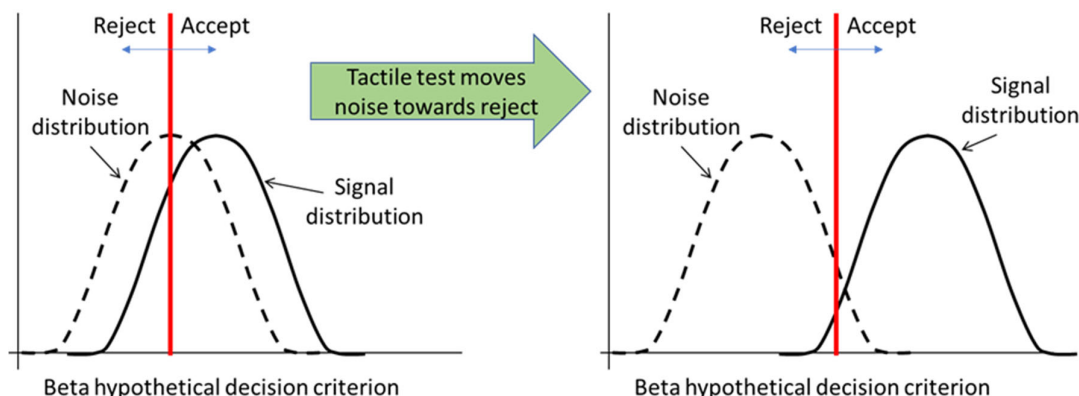 Reject Accept
Noise
distribution
Signal
distribution
Beta hypothetical decision criterion
Tactile test moves
noise towards reject
Reject Accept
Noise
distribution
Signal
distribution
Beta hypothetical decision criterion